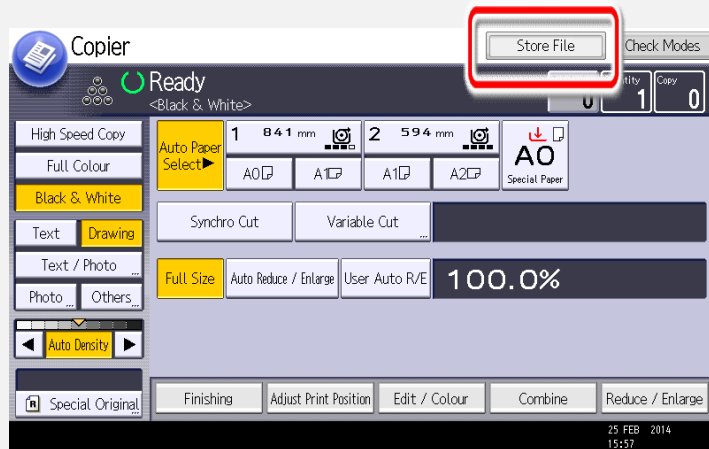 Copier
Store File
Check Modes
Ready
<Black & White>
Copy
0
1
0
High Speed Copy
Full Colour
Black & White
Text
Drawing
Text / Photo
Photo
Others
Auto Density
Special Original
Auto Paper
Select▶
1
841 mm
2
594 mm
A0
A1
A1
A2
A0
Special Paper
Synchro Cut
Variable Cut
Full Size
Auto Reduce / Enlarge
User Auto R/E
100.0%
Finishing
Adjust Print Position
Edit / Colour
Combine
Reduce / Enlarge
25 FEB 2014
15:57